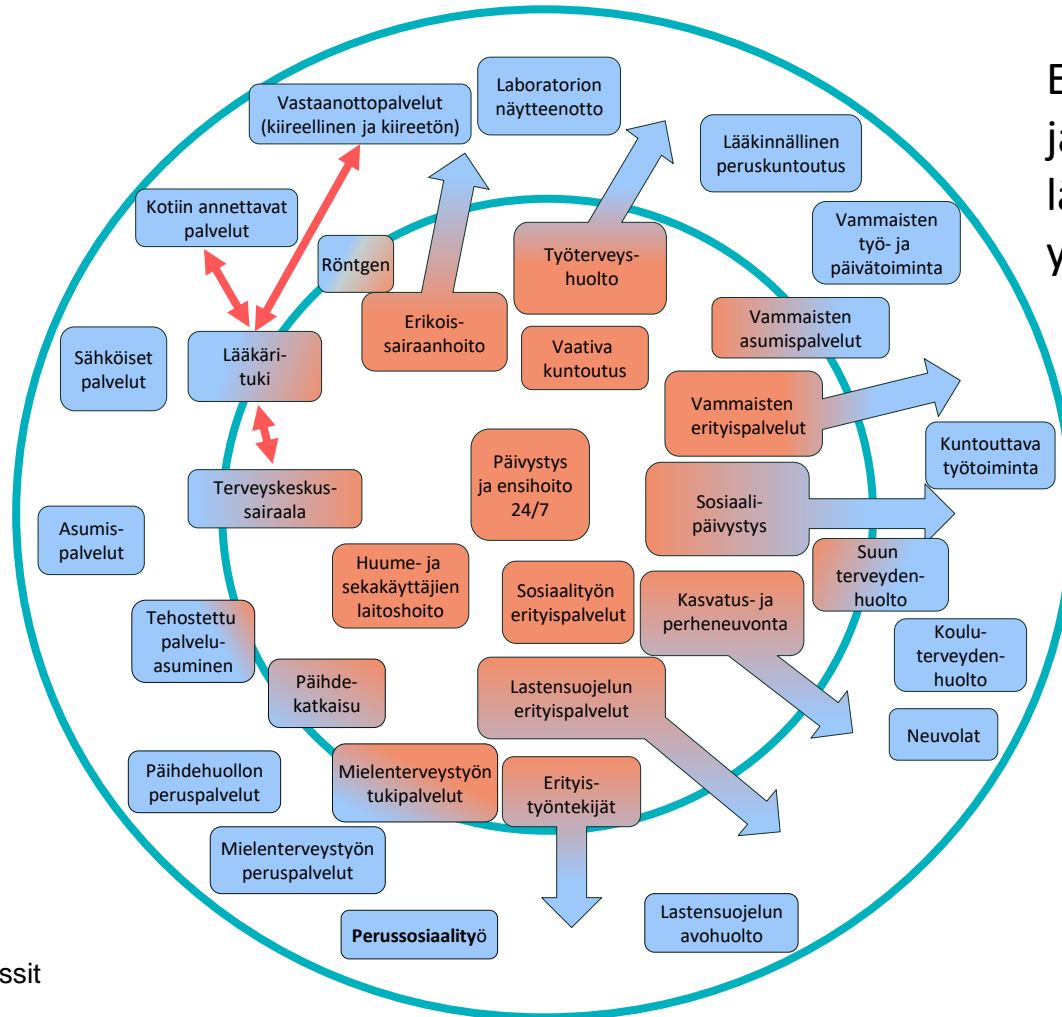 Laboratorion
näytteenotto
Vastaanottopalvelut
(kiireellinen ja kiireetön)
Lääkinnällinen
peruskuntoutus
Kotiin annettavat
palvelut
Vammaisten
työ- ja
päivätoiminta
Röntgen
Työterveys-
huolto
Erikois-
sairaanhoito
Vammaisten
asumispalvelut
Sähköiset
palvelut
Lääkäri-
tuki
Vaativa
kuntoutus
Vammaisten
erityispalvelut
Kuntouttava
työtoiminta
Päivystys
ja ensihoito
24/7
Terveyskeskus-
sairaala
Sosiaali-
päivystys
Asumis-
palvelut
Suun
terveyden-
huolto
Huume- ja
sekakäyttäjien
laitoshoito
Sosiaalityön
erityispalvelut
Kasvatus- ja
perheneuvonta
Tehostettu
palvelu-
asuminen
Koulu-
terveyden-
huolto
Päihde-
katkaisu
Lastensuojelun
erityispalvelut
Neuvolat
Päihdehuollon
peruspalvelut
Mielenterveystyön
tukipalvelut
Erityis-
työntekijät
Mielenterveystyön
peruspalvelut
Perussosiaalityö
Lastensuojelun
avohuolto
ssit